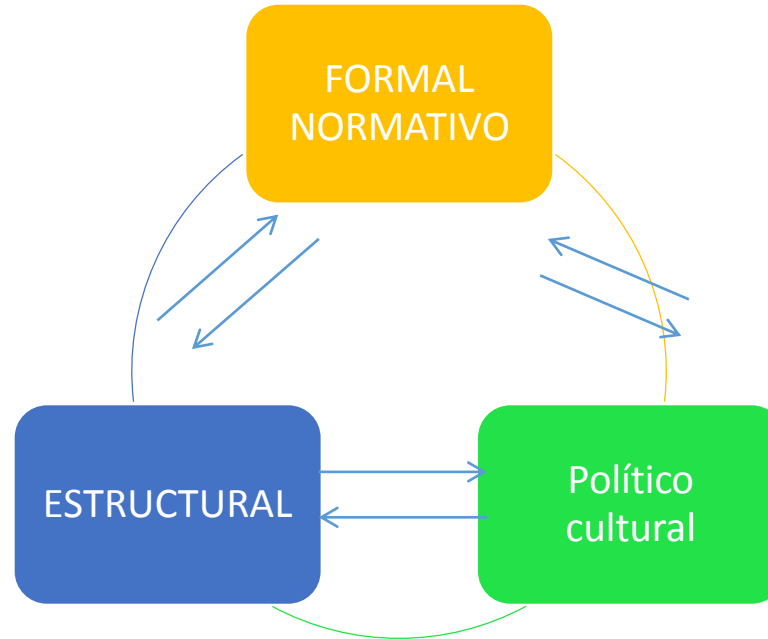 FORMAL
NORMATIVO
ESTRUCTURAL
Político
cultural